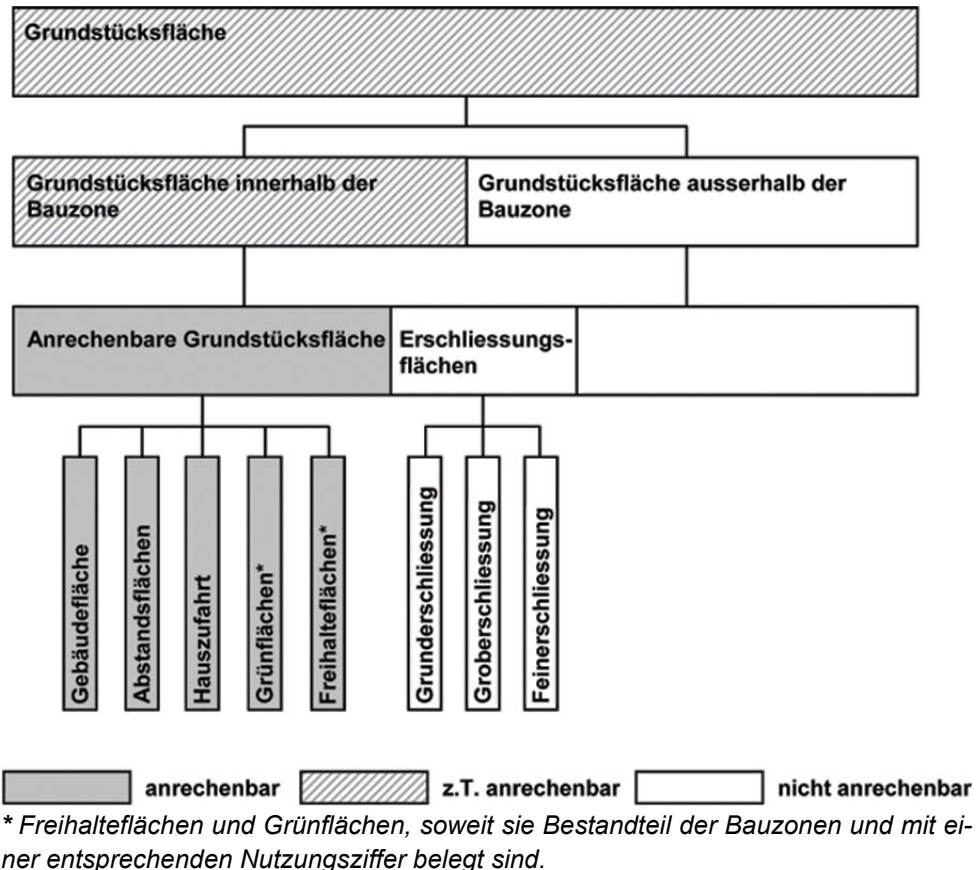 Grundstücksfläche
Grundstücksfläche innerhalb der
Bauzone
Grundstücksfläche ausserhalb der
Bauzone
Anrechenbare Grundstücksfläche
Erschliessungs-
flächen
Gebäudefläche
Abstandsflächen
Hauszufahrt
Grünflächen*
Freihalteflächen*
Grunderschliessung
Groberschliessung
Feinerschliessung
anrechenbar
z.T. anrechenbar
nicht anrechenbar
* Freihalteflächen und Grünflächen, soweit sie Bestandteil der Bauzonen und mit ei-
ner entsprechenden Nutzungsziffer belegt sind.